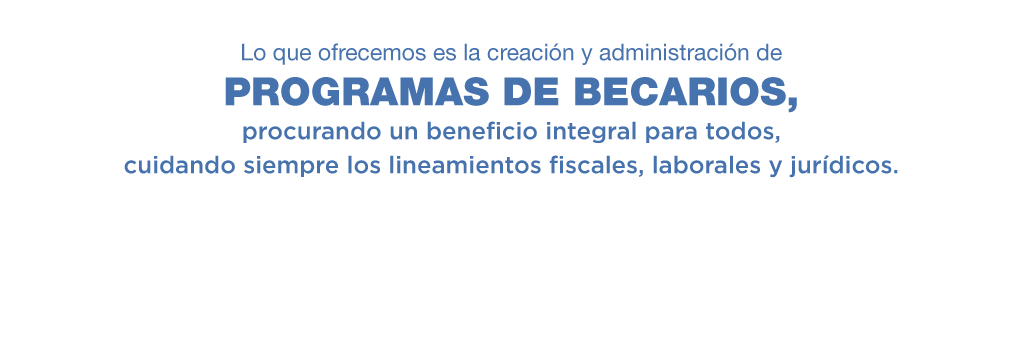 Lo que ofrecemos es la creación y administración de
PROGRAMAS DE BECARIOS,
procurando un beneficio integral para todos,
cuidando siempre los lineamientos fiscales, laborales y jurídicos.